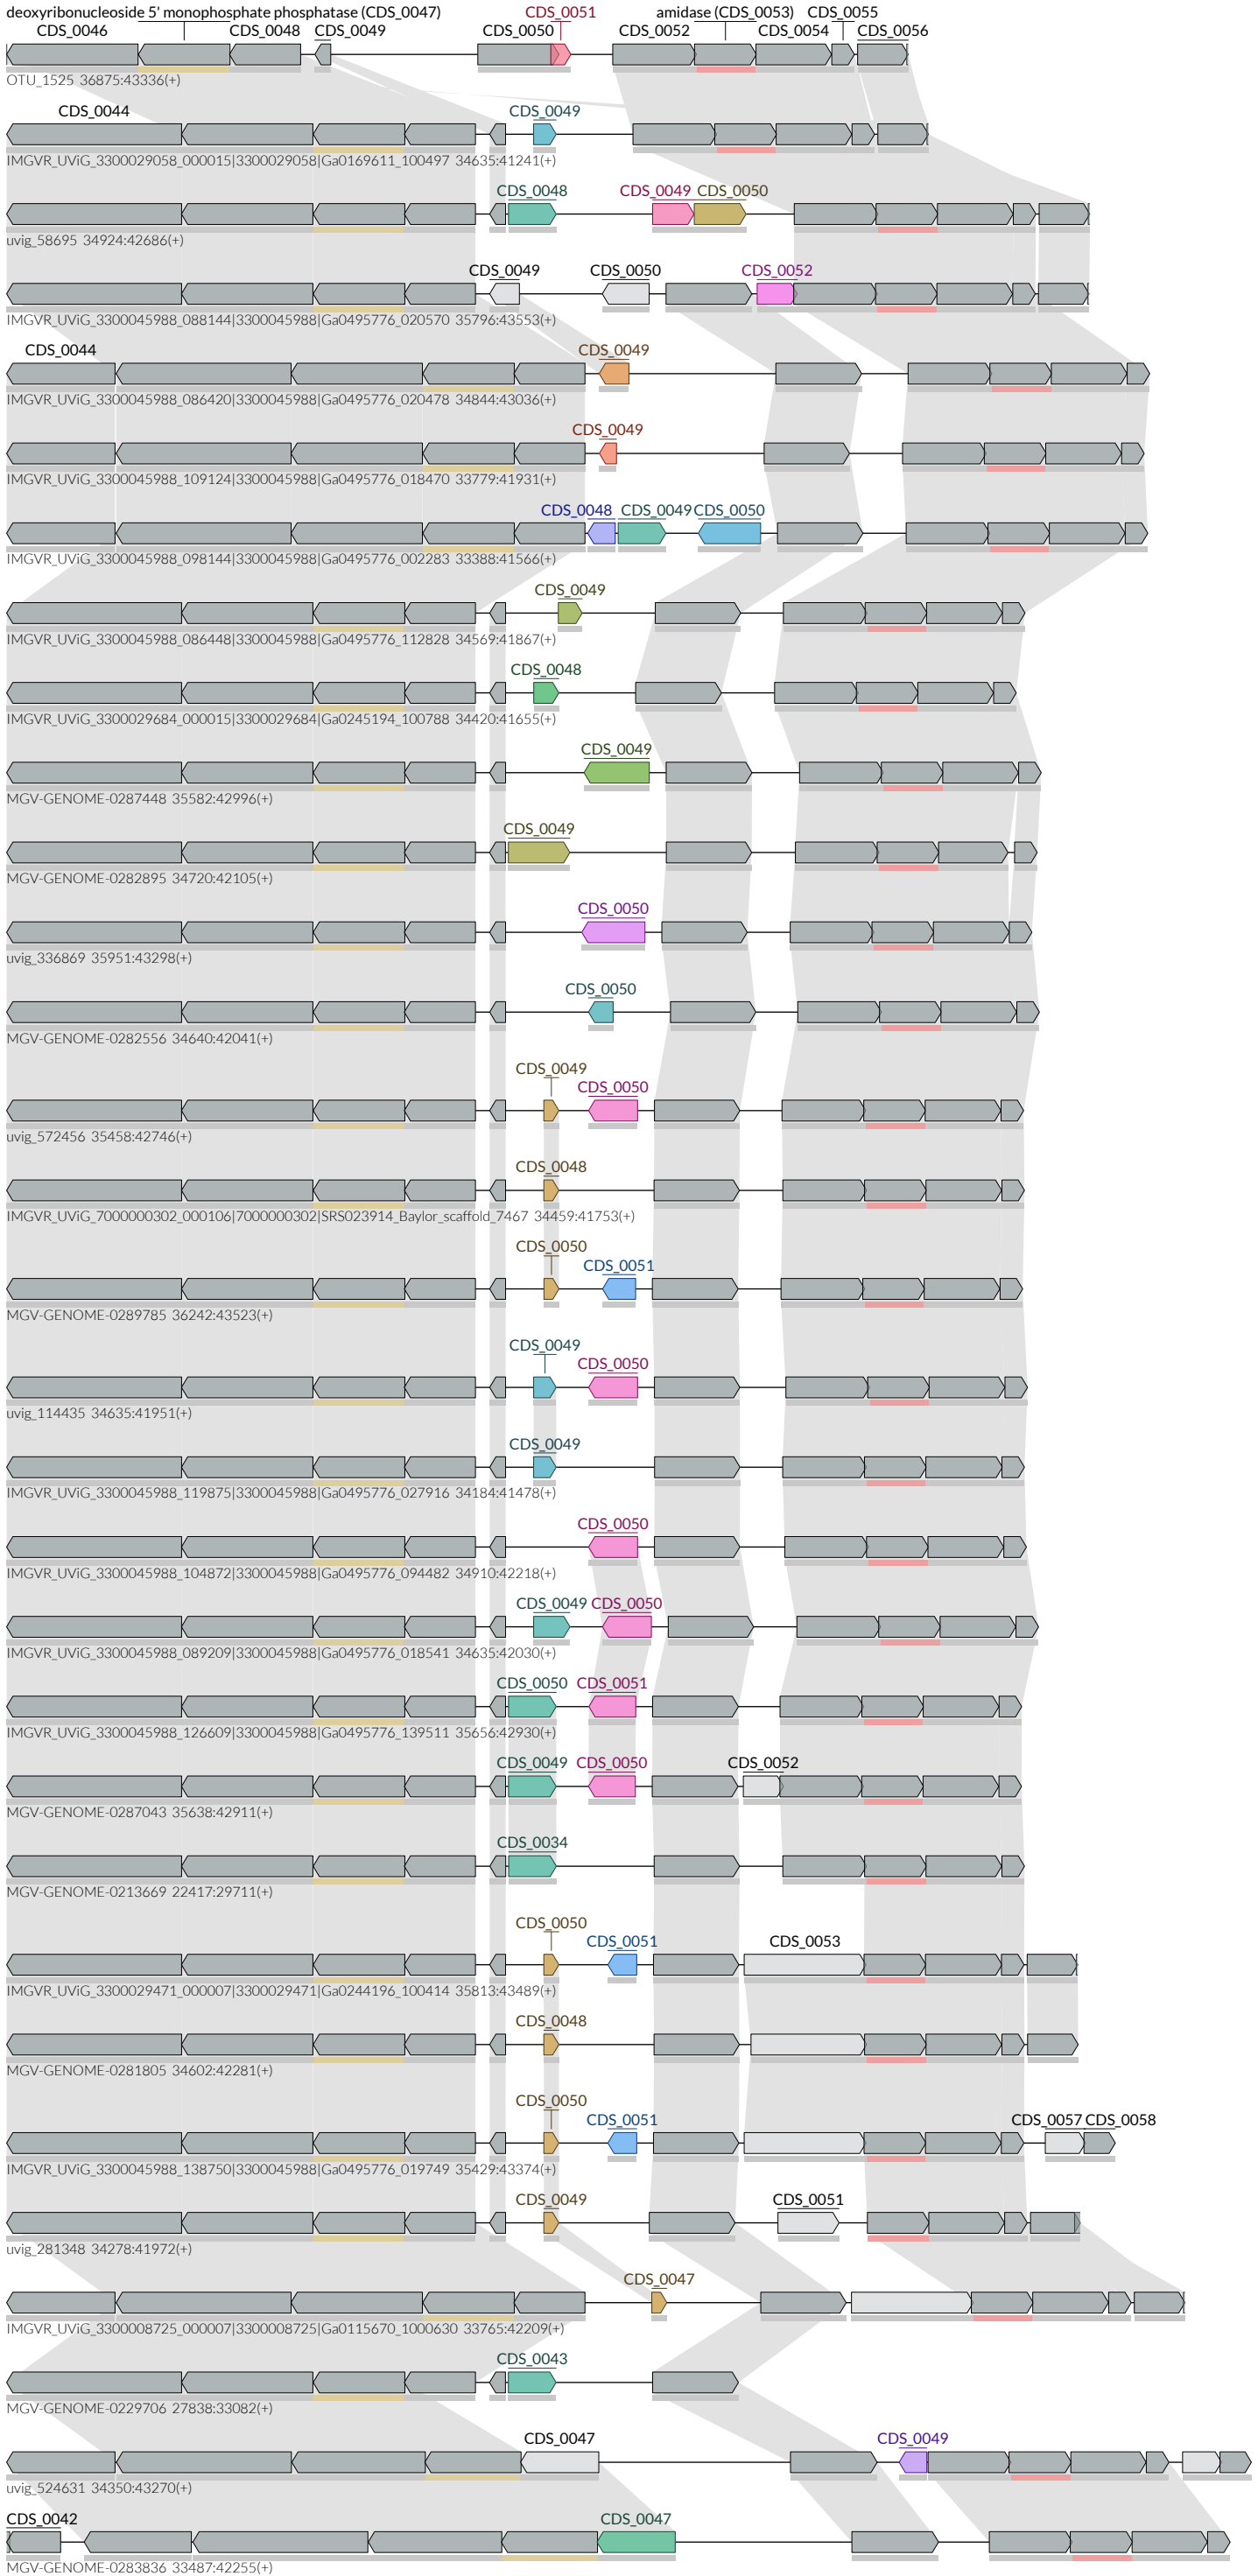 deoxyribonucleoside 5' monophosphate phosphatase (CDS_0047) CDS_0051 amidase (CDS_0053) CDS_0055
CDS_0046 CDS_0048 CDS_0049 CDS_0050 CDS_0052 CDS_0054 CDS_0056
OTU_1525 36875:43336(+)
CDS_0044 CDS_0049
IMGVR_UViG_3300029058_000015|3300029058|Ga0169611_100497 34635:41241(+)
CDS_0048 CDS_0049 CDS_0050
uvig_58695 34924:42686(+)
CDS_0049 CDS_0050 CDS_0052
IMGVR_UViG_3300045988_088144|3300045988|Ga0495776_020570 35796:43553(+)
CDS_0044 CDS_0049
IMGVR_UViG_3300045988_086420|3300045988|Ga0495776_020478 34844:43036(+)
CDS_0049
IMGVR_UViG_3300045988_109124|3300045988|Ga0495776_018470 33779:41931(+)
CDS_0048 CDS_0049 CDS_0050
IMGVR_UViG_3300045988_098144|3300045988|Ga0495776_002283 33388:41566(+)
CDS_0049
IMGVR_UViG_3300045988_086448|3300045988|Ga0495776_112828 34569:41867(+)
CDS_0048
IMGVR_UViG_3300029684_000015|3300029684|Ga0245194_100788 34420:41655(+)
CDS_0049
MGV-GENOME-0287448 35582:42996(+)
CDS_0049
MGV-GENOME-0282895 34720:42105(+)
CDS_0050
uvig_336869 35951:43298(+)
CDS_0050
MGV-GENOME-0282556 34640:42041(+)
CDS_0049
CDS_0050
uvig_572456 35458:42746(+)
CDS_0048
IMGVR_UViG_7000000302_000106|7000000302|SRS023914_Baylor_scaffold_7467 34459:41753(+)
CDS_0050
CDS_0051
MGV-GENOME-0289785 36242:43523(+)
CDS_0049
CDS_0050
uvig_114435 34635:41951(+)
CDS_0049
IMGVR_UViG_3300045988_119875|3300045988|Ga0495776_027916 34184:41478(+)
CDS_0050
IMGVR_UViG_3300045988_104872|3300045988|Ga0495776_094482 34910:42218(+)
CDS_0049 CDS_0050
IMGVR_UViG_3300045988_089209|3300045988|Ga0495776_018541 34635:42030(+)
CDS_0050 CDS_0051
IMGVR_UViG_3300045988_126609|3300045988|Ga0495776_139511 35656:42930(+)
CDS_0049 CDS_0050 CDS_0052
MGV-GENOME-0287043 35638:42911(+)
CDS_0034
MGV-GENOME-0213669 22417:29711(+)
CDS_0050
CDS_0051 CDS_0053
IMGVR_UViG_3300029471_000007|3300029471|Ga0244196_100414 35813:43489(+)
CDS_0048
MGV-GENOME-0281805 34602:42281(+)
CDS_0050
CDS_0051 CDS_0057 CDS_0058
IMGVR_UViG_3300045988_138750|3300045988|Ga0495776_019749 35429:43374(+)
CDS_0049 CDS_0051
uvig_281348 34278:41972(+)
CDS_0047
IMGVR_UViG_3300008725_000007|3300008725|Ga0115670_1000630 33765:42209(+)
CDS_0043
MGV-GENOME-0229706 27838:33082(+)
CDS_0047 CDS_0049
uvig_524631 34350:43270(+)
CDS_0042 CDS_0047
MGV-GENOME-0283836 33487:42255(+)